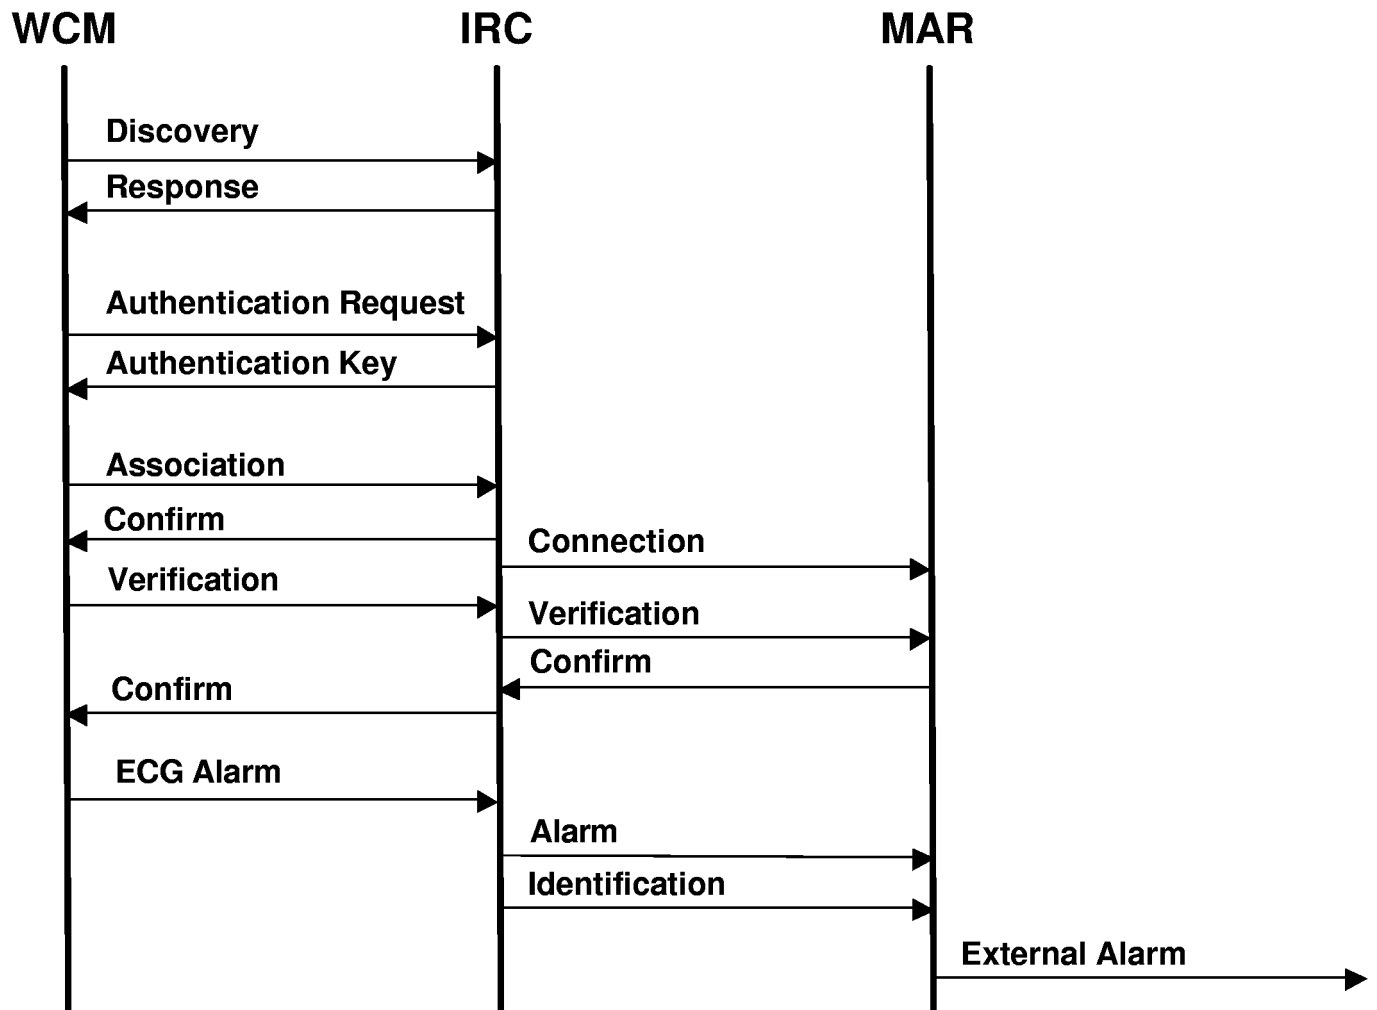 WCM
IRC
MAR
Discovery
Response
Authentication Request
Authentication Key
Association
Confirm
Connection
Verification
Verification
Confirm
Confirm
ECG Alarm
Alarm
Identification
External Alarm